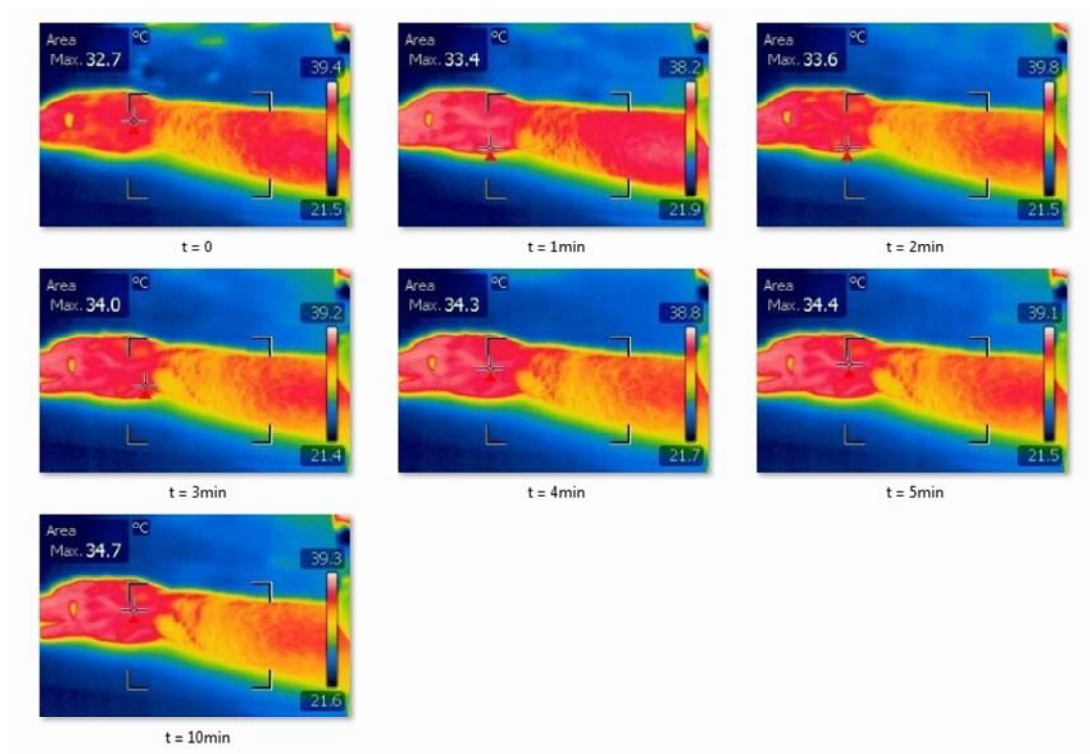 Area °C
Max. 32.7
39.4
21.5
t = 0
Area °C
Max. 33.4
38.2
21.9
t = 1min
Area °C
Max. 33.6
39.8
21.5
t = 2min
Area °C
Max. 34.0
39.2
21.4
t = 3min
Area °C
Max. 34.3
38.8
21.7
t = 4min
Area °C
Max. 34.4
39.1
21.5
t = 5min
Area °C
Max. 34.7
39.3
21.6
t = 10min